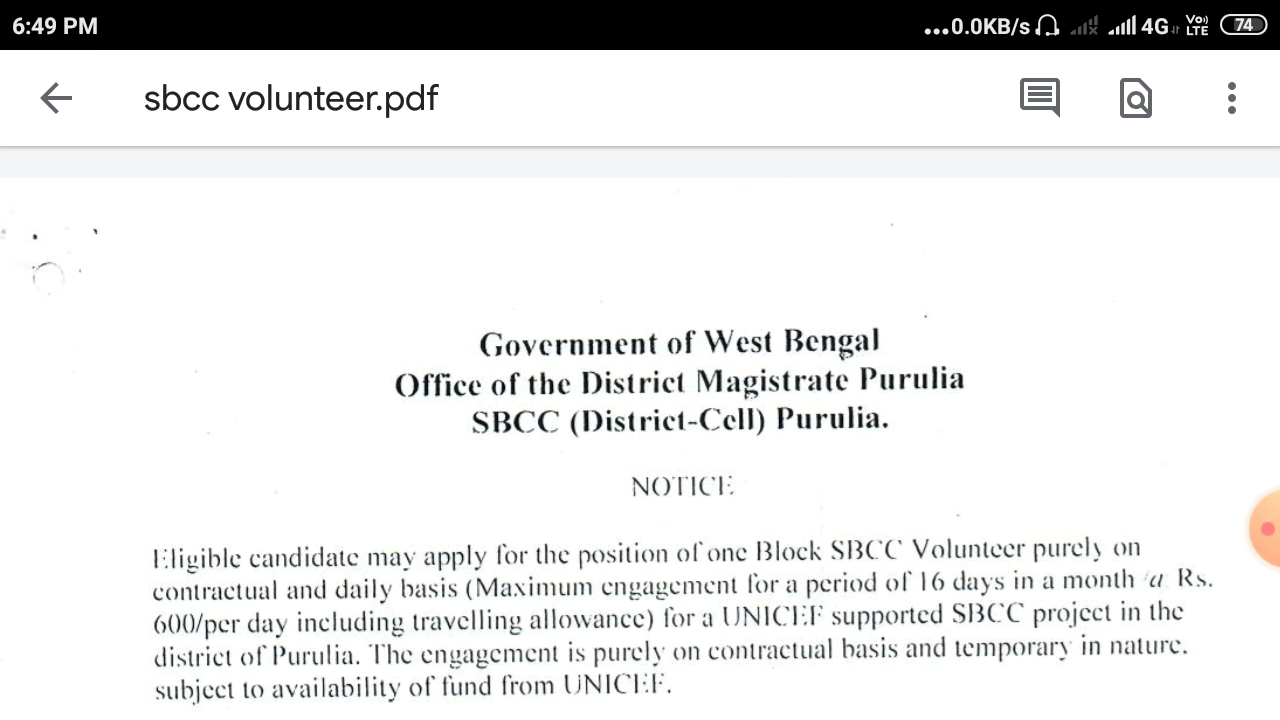 6:49 PM
...0.0KB/s 4G Vo) LTE 74
sbcc volunteer.pdf
Government of West Bengal
Office of the District Magistrate Purulia
SBCC (District-Cell) Purulia.
NOTICE
Eligible candidate may apply for the position of one Block SBCC Volunteer purely on
contractual and daily basis (Maximum engagement for a period of 16 days in a month @ Rs.
600/per day including travelling allowance) for a UNICEF supported SBCC project in the
district of Purulia. The engagement is purely on contractual basis and temporary in nature.
subject to availability of fund from UNICEF.